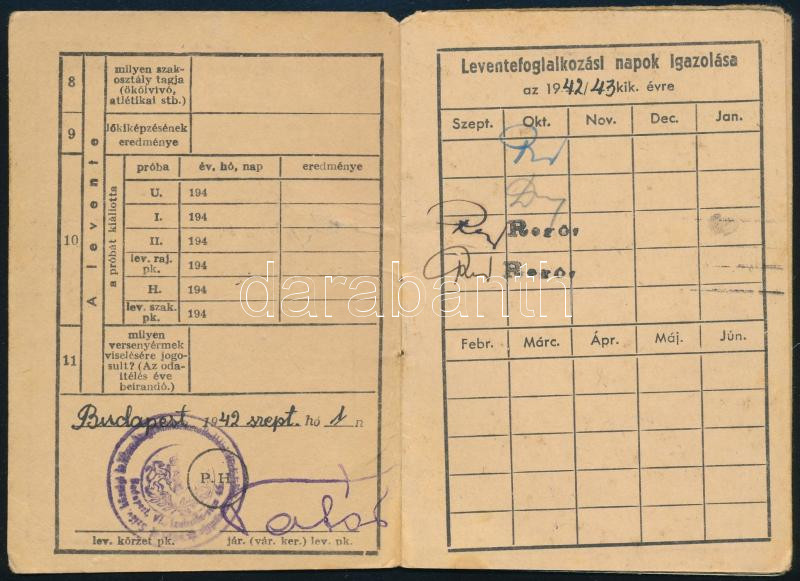 8
A levente
milyen szak-
osztály tagja
(ökölvívó,
atlétikai stb.)
9
lőkiképzésének
eredménye
10
a próbát kiállotta
próba
év, hó, nap
eredménye
U.
194
I.
194
II.
194
lev. raj.
pk.
194
H.
194
lev. szak.
pk.
194
11
milyen
versenyérmek
viselésére jogo-
sult? (Az oda-
ítélés éve
beírandó.)
Budapest, 1942 szept. hó 1 n
P. H.
lev. körzet pk.
jár. (vár. ker.) lev. pk.
Leventefoglalkozási napok igazolása
az 1942/43 kik. évre
Szept.
Okt.
Nov.
Dec.
Jan.
Febr.
Márc.
Ápr.
Máj.
Jún.
darabanth